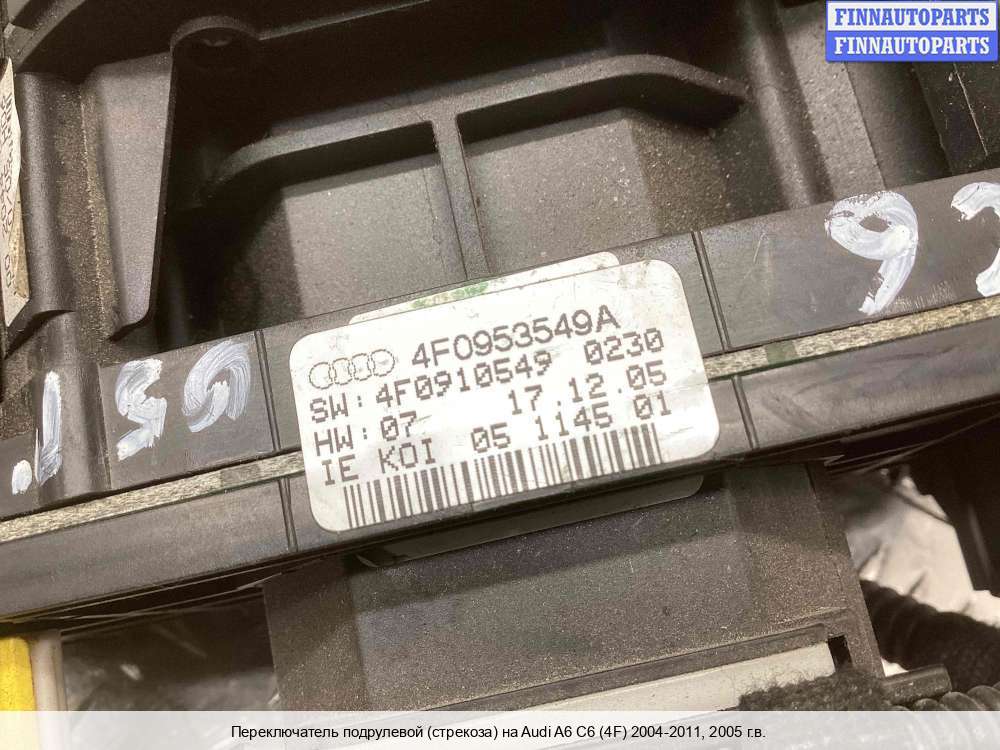 FINNAUTOPARTS
FINNAUTOPARTS
4F0953549A
SW: 4F0910549 0230
HW: 07 17.12.05
IE KOI 05 1145 01
Переключатель подрулевой (стрекоза) на Audi A6 C6 (4F) 2004-2011, 2005 г.в.